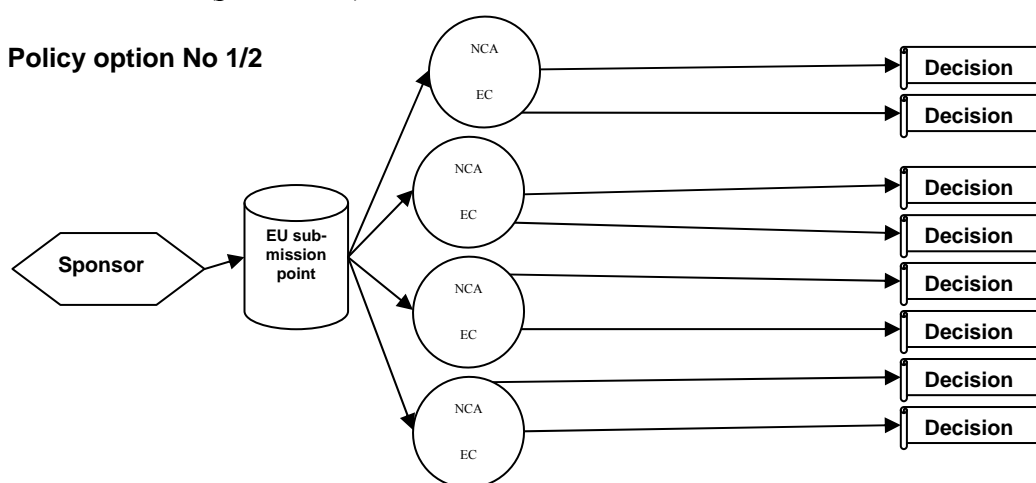 Policy option No 1/2
NCA
EC
Decision
Decision
NCA
EC
Decision
Decision
Sponsor
EU sub-
mission
point
NCA
EC
Decision
Decision
NCA
EC
Decision
Decision